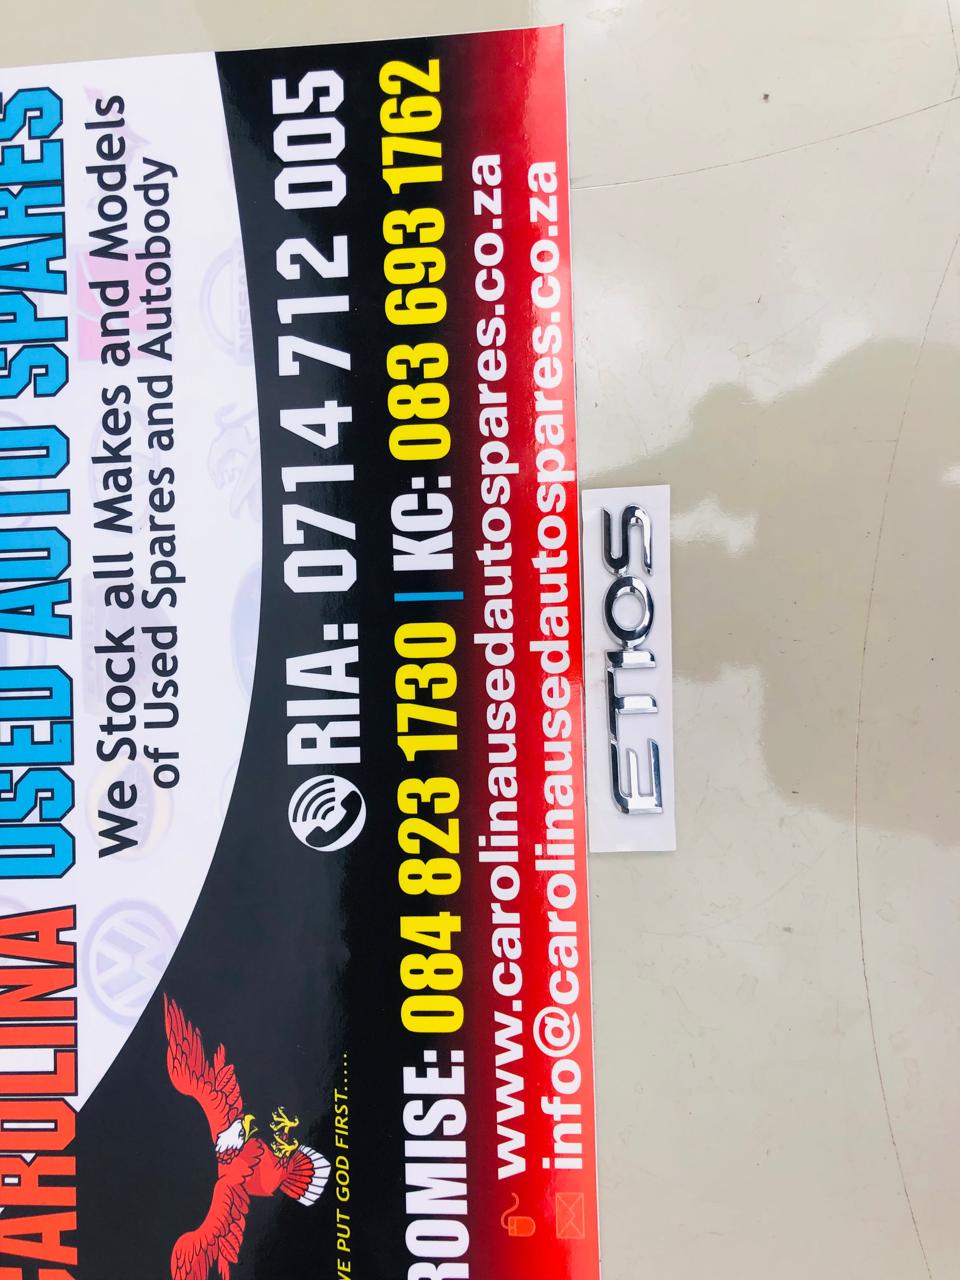 CAROLINA USED AUTO SPARES
We Stock all Makes and Models
of Used Spares and Autobody
NISSAN
RIA: 0714 712 005
WE PUT GOD FIRST.....
ROMISE: 084 823 1730 | KC: 083 693 1762
www.carolinausedautospares.co.za
info@carolinausedautospares.co.za
ETIOS